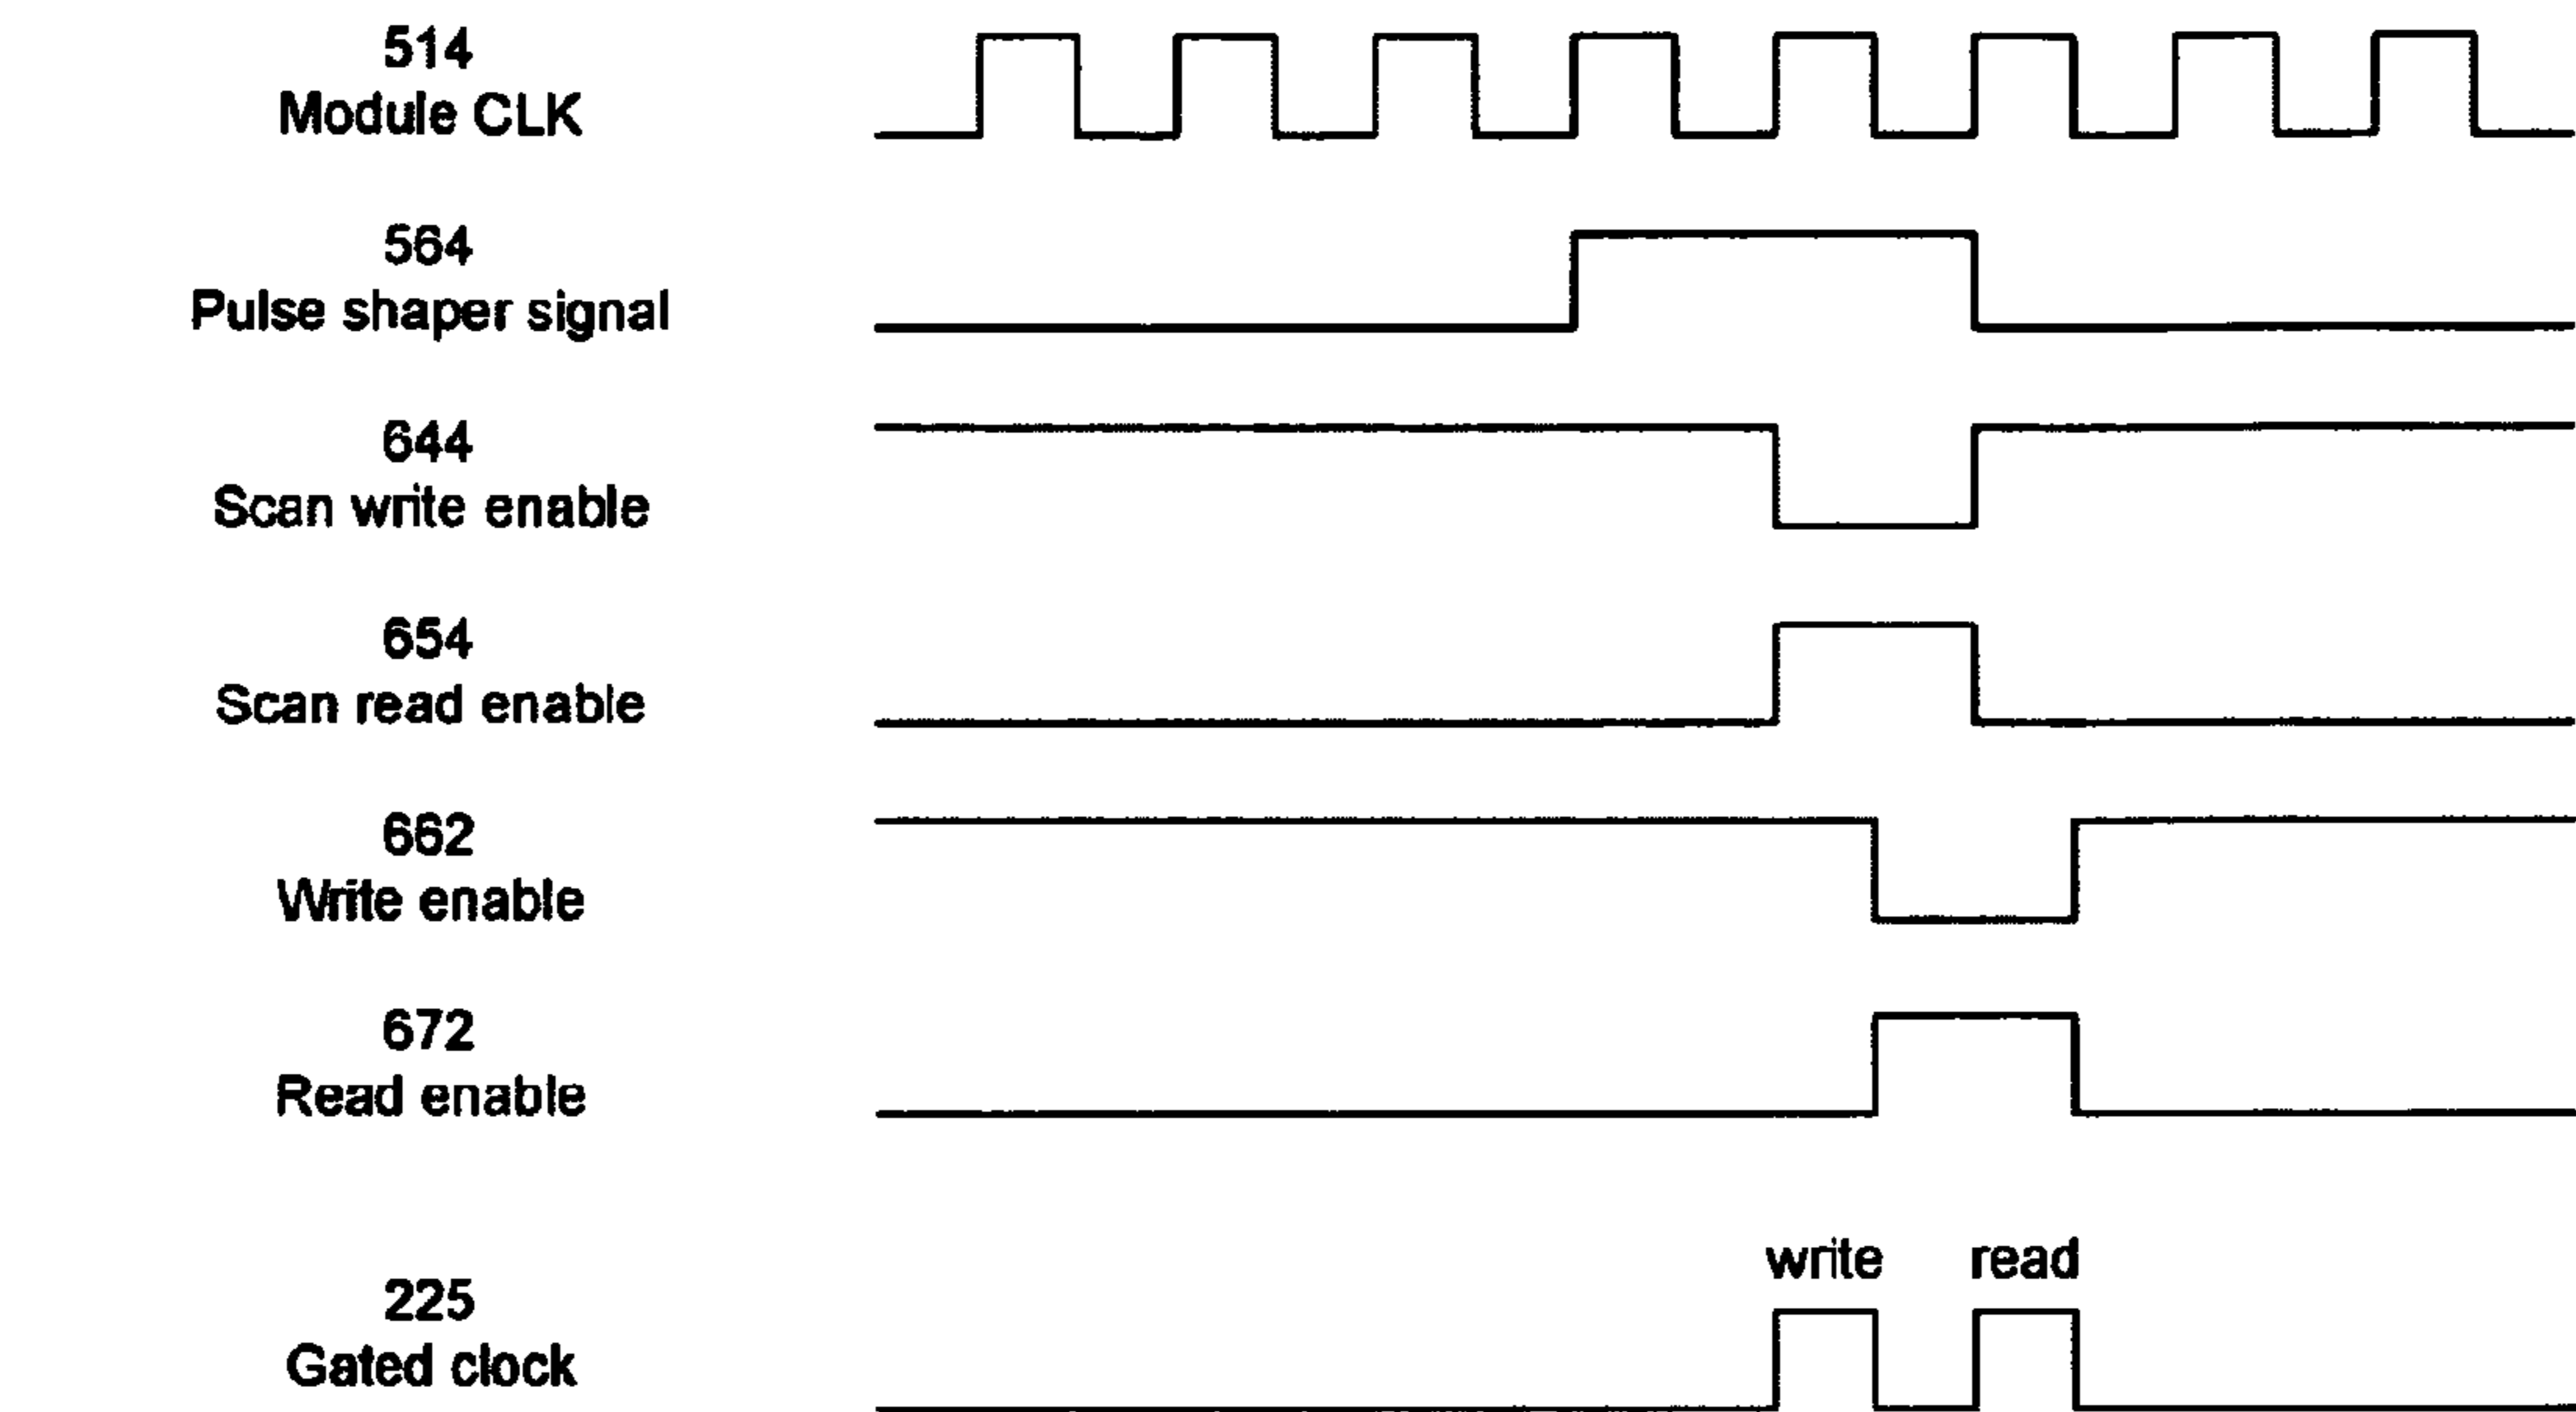 514
Module CLK
564
Pulse shaper signal
644
Scan write enable
654
Scan read enable
662
Write enable
672
Read enable
write read
225
Gated clock